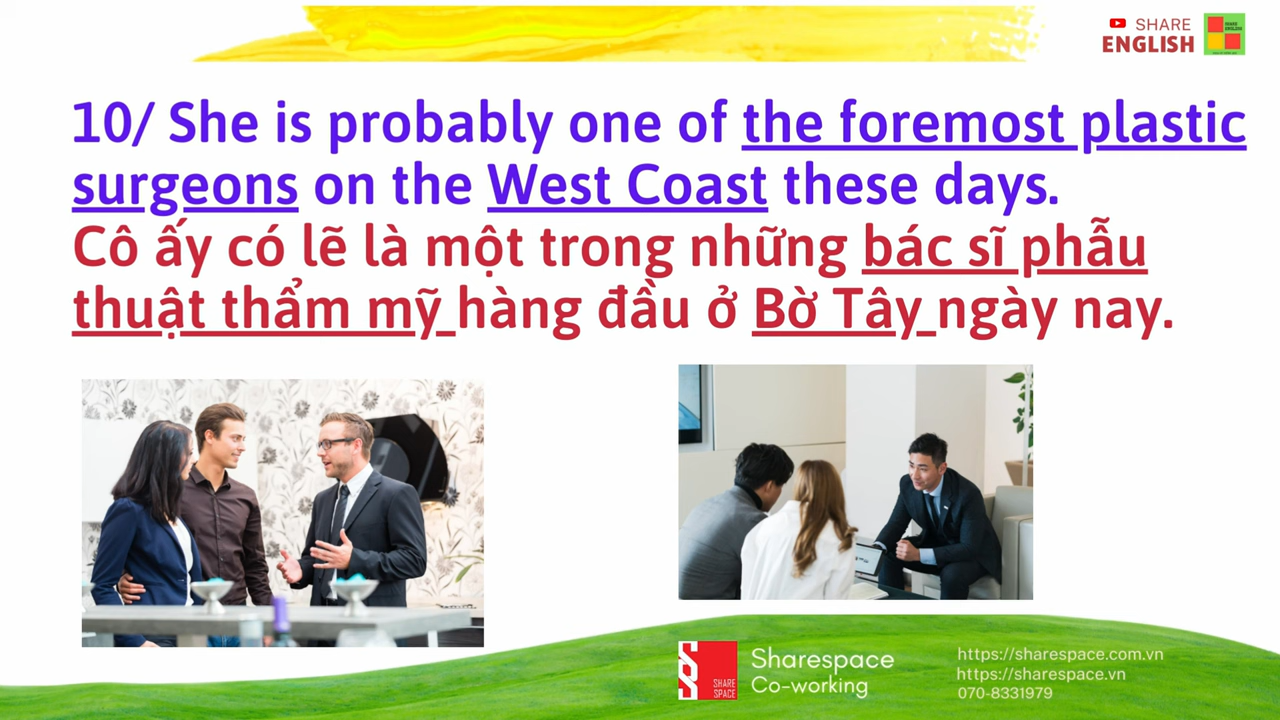 SHARE
ENGLISH
10/ She is probably one of the foremost plastic
surgeons on the West Coast these days.
Cô ấy có lẽ là một trong những bác sĩ phẫu
thuật thẩm mỹ hàng đầu ở Bờ Tây ngày nay.
SHARE
SPACE
Sharespace
Co-working
https://sharespace.com.vn
https://sharespace.vn
070-8331979